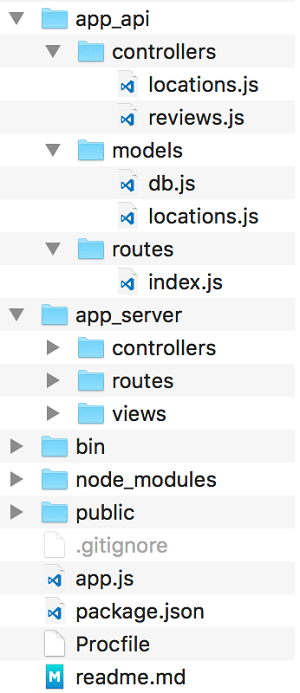 app_api
controllers
locations.js
reviews.js
models
db.js
locations.js
routes
index.js
app_server
controllers
routes
views
bin
node_modules
public
.gitignore
app.js
package.json
Procfile
readme.md